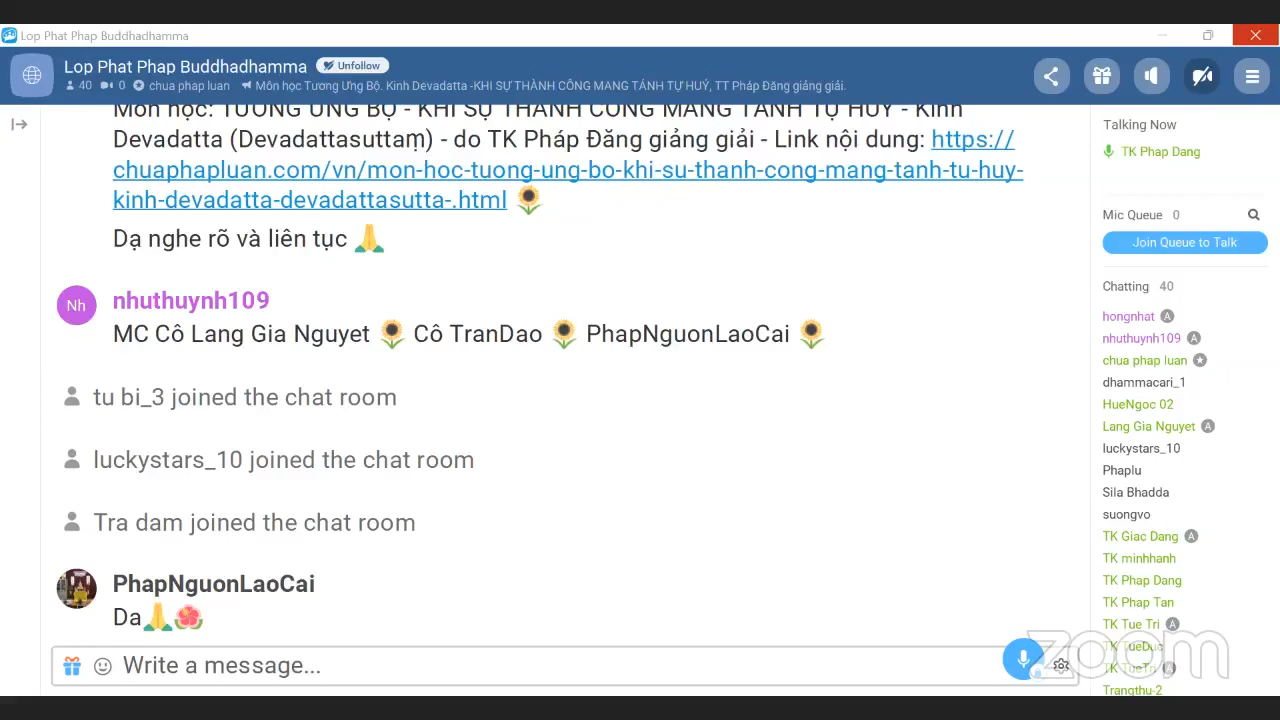 Lop Phat Phap Buddhadhamma
Lop Phat Phap Buddhadhamma Unfollow
40 0 chua phap luan Môn học Tương Ưng Bộ. Kinh Devadatta -KHI SỰ THÀNH CÔNG MANG TÁNH TỰ HUỶ, TT Pháp Đăng giảng giải.
Môn học: TƯƠNG ƯNG BỘ - KHI SỰ THÀNH CÔNG MANG TÁNH TỰ HUỶ - Kinh
Devadatta (Devadattasuttaṃ) - do TK Pháp Đăng giảng giải - Link nội dung: https://
chuaphapluan.com/vn/mon-hoc-tuong-ung-bo-khi-su-thanh-cong-mang-tanh-tu-huy-
kinh-devadatta-devadattasutta-.html 🌻
Dạ nghe rõ và liên tục 🙏
Nh
nhuthuynh109
MC Cô Lang Gia Nguyet 🌻 Cô TranDao 🌻 PhapNguonLaoCai 🌻
tu bi_3 joined the chat room
luckystars_10 joined the chat room
Tra dam joined the chat room
PhapNguonLaoCai
Da🙏🌺
Write a message...
Talking Now
TK Phap Dang
Mic Queue 0
Join Queue to Talk
Chatting 40
hongnhat A
nhuthuynh109 A
chua phap luan
dhammacari_1
HueNgoc 02
Lang Gia Nguyet A
luckystars_10
Phaplu
Sila Bhadda
suongvo
TK Giac Dang A
TK minhhanh
TK Phap Dang
TK Phap Tan
TK Tue Tri A
TK TueDuc
TK TueTri A
Trangthu-2
zoom